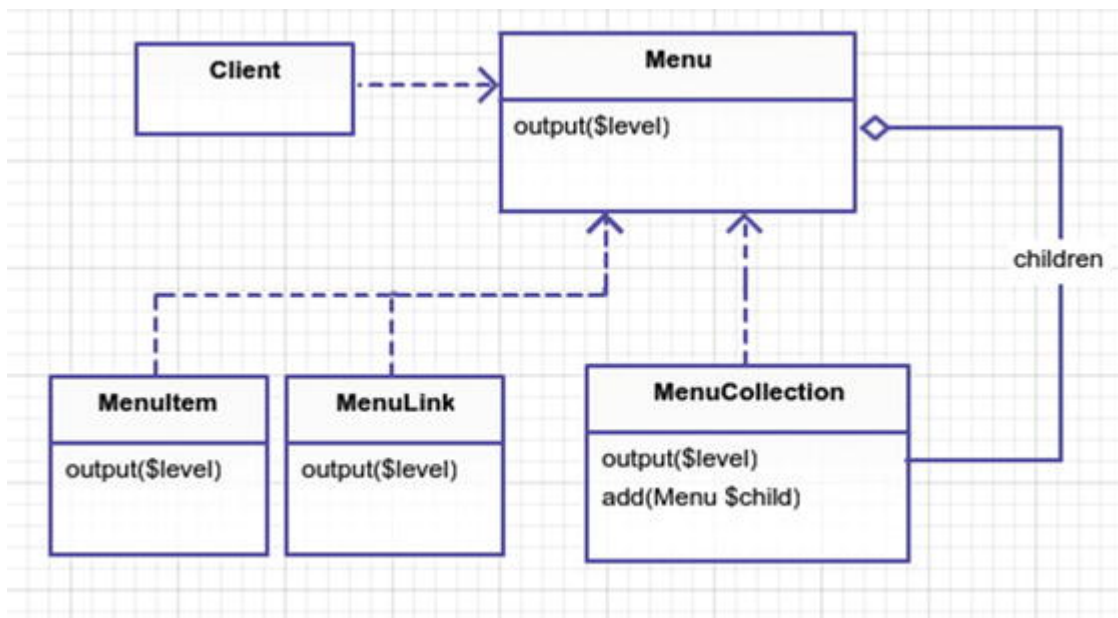 Client
Menu
output($level)
children
MenuItem
output($level)
MenuLink
output($level)
MenuCollection
output($level)
add(Menu $child)